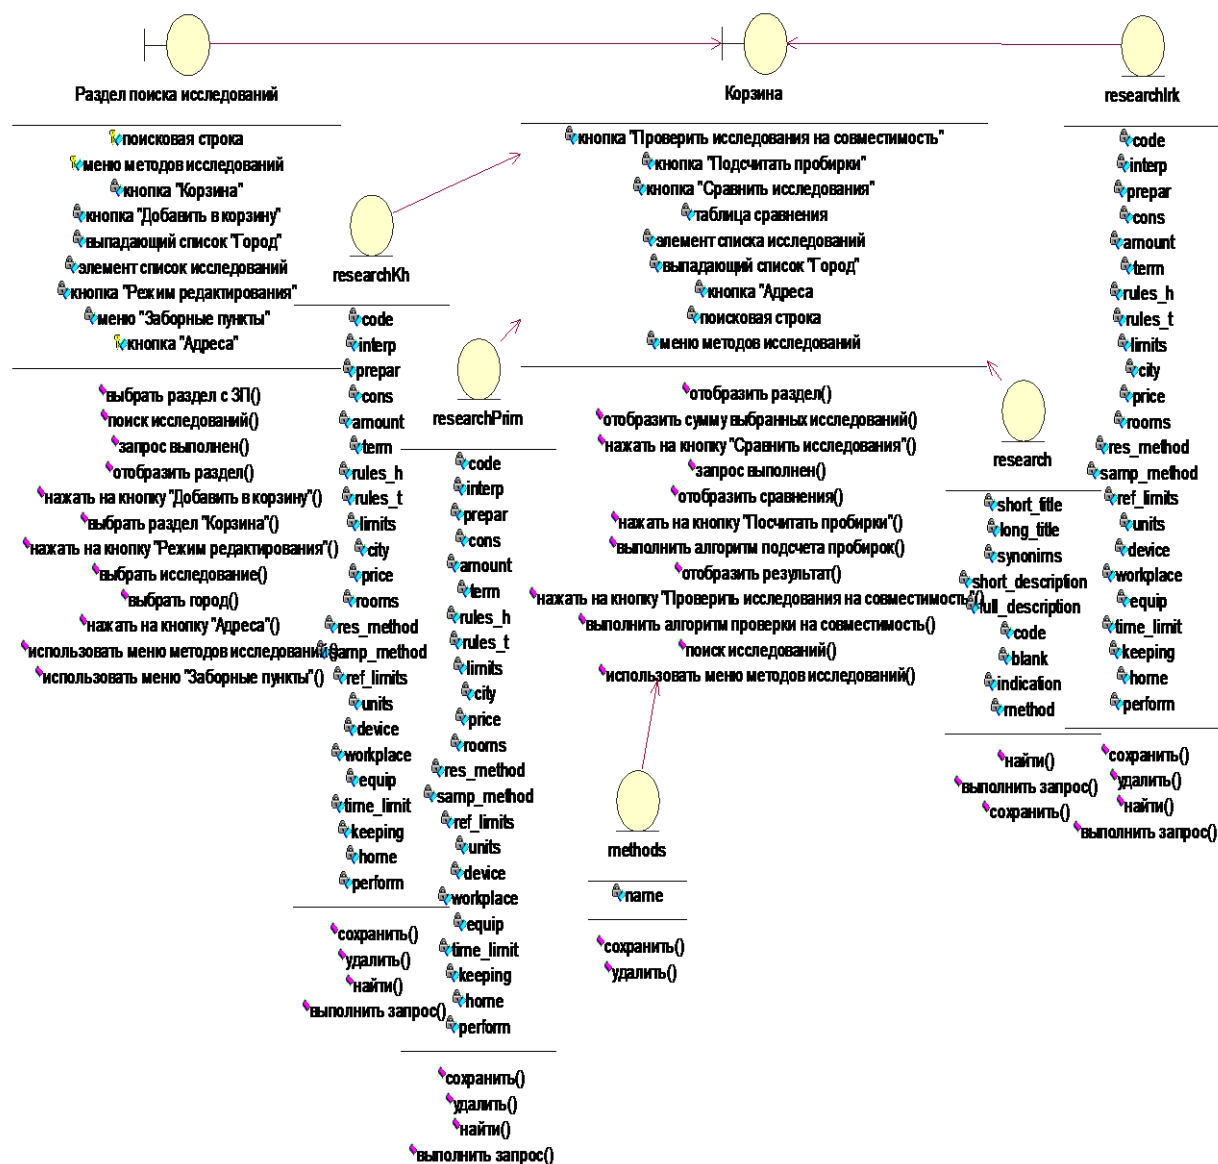 Раздел поиска исследований
поисковая строка
меню методов исследований
кнопка "Корзина"
кнопка "Добавить в корзину"
выпадающий список "Город"
элемент список исследований
кнопка "Режим редактирования"
меню "Заборные пункты"
кнопка "Адреса"
выбрать раздел с ЗП()
поиск исследований()
запрос выполнен()
отобразить раздел()
нажать на кнопку "Добавить в корзину"()
выбрать раздел "Корзина"()
нажать на кнопку "Режим редактирования"()
выбрать исследование()
выбрать город()
нажать на кнопку "Адреса"()
использовать меню методов исследований()
использовать меню "Заборные пункты"()
researchKh
code
interp
prepar
cons
amount
term
rules_h
rules_t
limits
city
price
rooms
res_method
samp_method
ref_limits
units
device
workplace
equip
time_limit
keeping
home
perform
сохранить()
удалить()
найти()
выполнить запрос()
researchPrim
code
interp
prepar
cons
amount
term
rules_h
rules_t
limits
city
price
rooms
res_method
samp_method
ref_limits
units
device
workplace
equip
time_limit
keeping
home
perform
сохранить()
удалить()
найти()
выполнить запрос()
Корзина
кнопка "Проверить исследования на совместимость"
кнопка "Подсчитать пробирки"
кнопка "Сравнить исследования"
таблица сравнения
элемент списка исследований
выпадающий список "Город"
кнопка "Адреса
поисковая строка
меню методов исследований
отобразить раздел()
отобразить сумму выбранных исследований()
нажать на кнопку "Сравнить исследования"()
запрос выполнен()
отобразить сравнения()
нажать на кнопку "Посчитать пробирки"()
выполнить алгоритм подсчета пробирок()
отобразить результат()
нажать на кнопку "Проверить исследования на совместимость"()
выполнить алгоритм проверки на совместимость()
поиск исследований()
использовать меню методов исследований()
methods
name
сохранить()
удалить()
research
short_title
long_title
synonims
short_description
full_description
code
blank
indication
method
найти()
выполнить запрос()
сохранить()
researchIrk
code
interp
prepar
cons
amount
term
rules_h
rules_t
limits
city
price
rooms
res_method
samp_method
ref_limits
units
device
workplace
equip
time_limit
keeping
home
perform
сохранить()
удалить()
найти()
выполнить запрос()